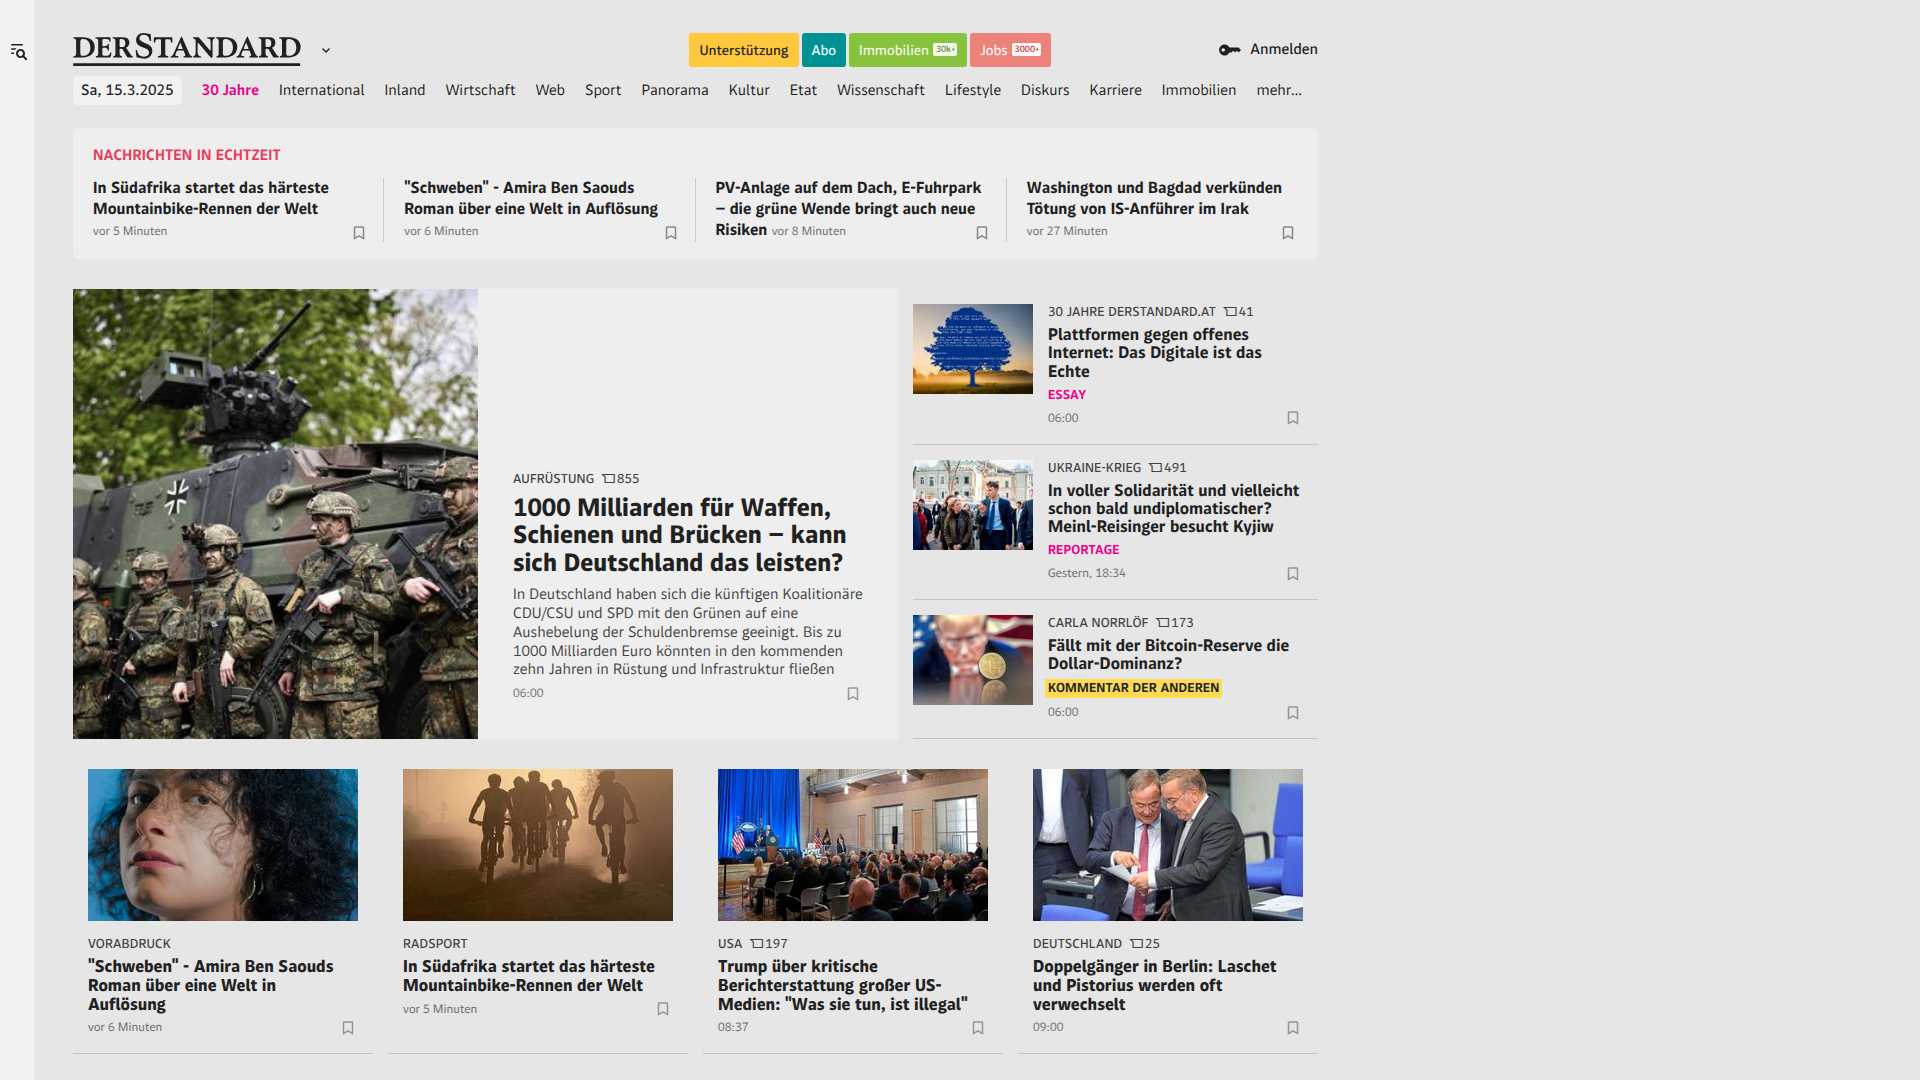 DERSTANDARD
Unterstützung
Abo
Immobilien 30k+
Jobs 3000+
Anmelden
Sa, 15.3.2025
30 Jahre
International
Inland
Wirtschaft
Web
Sport
Panorama
Kultur
Etat
Wissenschaft
Lifestyle
Diskurs
Karriere
Immobilien
mehr...
NACHRICHTEN IN ECHTZEIT
In Südafrika startet das härteste
Mountainbike-Rennen der Welt
vor 5 Minuten
"Schweben" - Amira Ben Saouds
Roman über eine Welt in Auflösung
vor 6 Minuten
PV-Anlage auf dem Dach, E-Fuhrpark
– die grüne Wende bringt auch neue
Risiken vor 8 Minuten
Washington und Bagdad verkünden
Tötung von IS-Anführer im Irak
vor 27 Minuten
AUFRÜSTUNG 855
1000 Milliarden für Waffen,
Schienen und Brücken – kann
sich Deutschland das leisten?
In Deutschland haben sich die künftigen Koalitionäre
CDU/CSU und SPD mit den Grünen auf eine
Aushebelung der Schuldenbremse geeinigt. Bis zu
1000 Milliarden Euro könnten in den kommenden
zehn Jahren in Rüstung und Infrastruktur fließen
06:00
30 JAHRE DERSTANDARD.AT 41
Plattformen gegen offenes
Internet: Das Digitale ist das
Echte
ESSAY
06:00
UKRAINE-KRIEG 491
In voller Solidarität und vielleicht
schon bald undiplomatischer?
Meinl-Reisinger besucht Kyjiw
REPORTAGE
Gestern, 18:34
CARLA NORRLÖF 173
Fällt mit der Bitcoin-Reserve die
Dollar-Dominanz?
KOMMENTAR DER ANDEREN
06:00
VORABDRUCK
"Schweben" - Amira Ben Saouds
Roman über eine Welt in
Auflösung
vor 6 Minuten
RADSPORT
In Südafrika startet das härteste
Mountainbike-Rennen der Welt
vor 5 Minuten
USA 197
Trump über kritische
Berichterstattung großer US-
Medien: "Was sie tun, ist illegal"
08:37
DEUTSCHLAND 25
Doppelgänger in Berlin: Laschet
und Pistorius werden oft
verwechselt
09:00